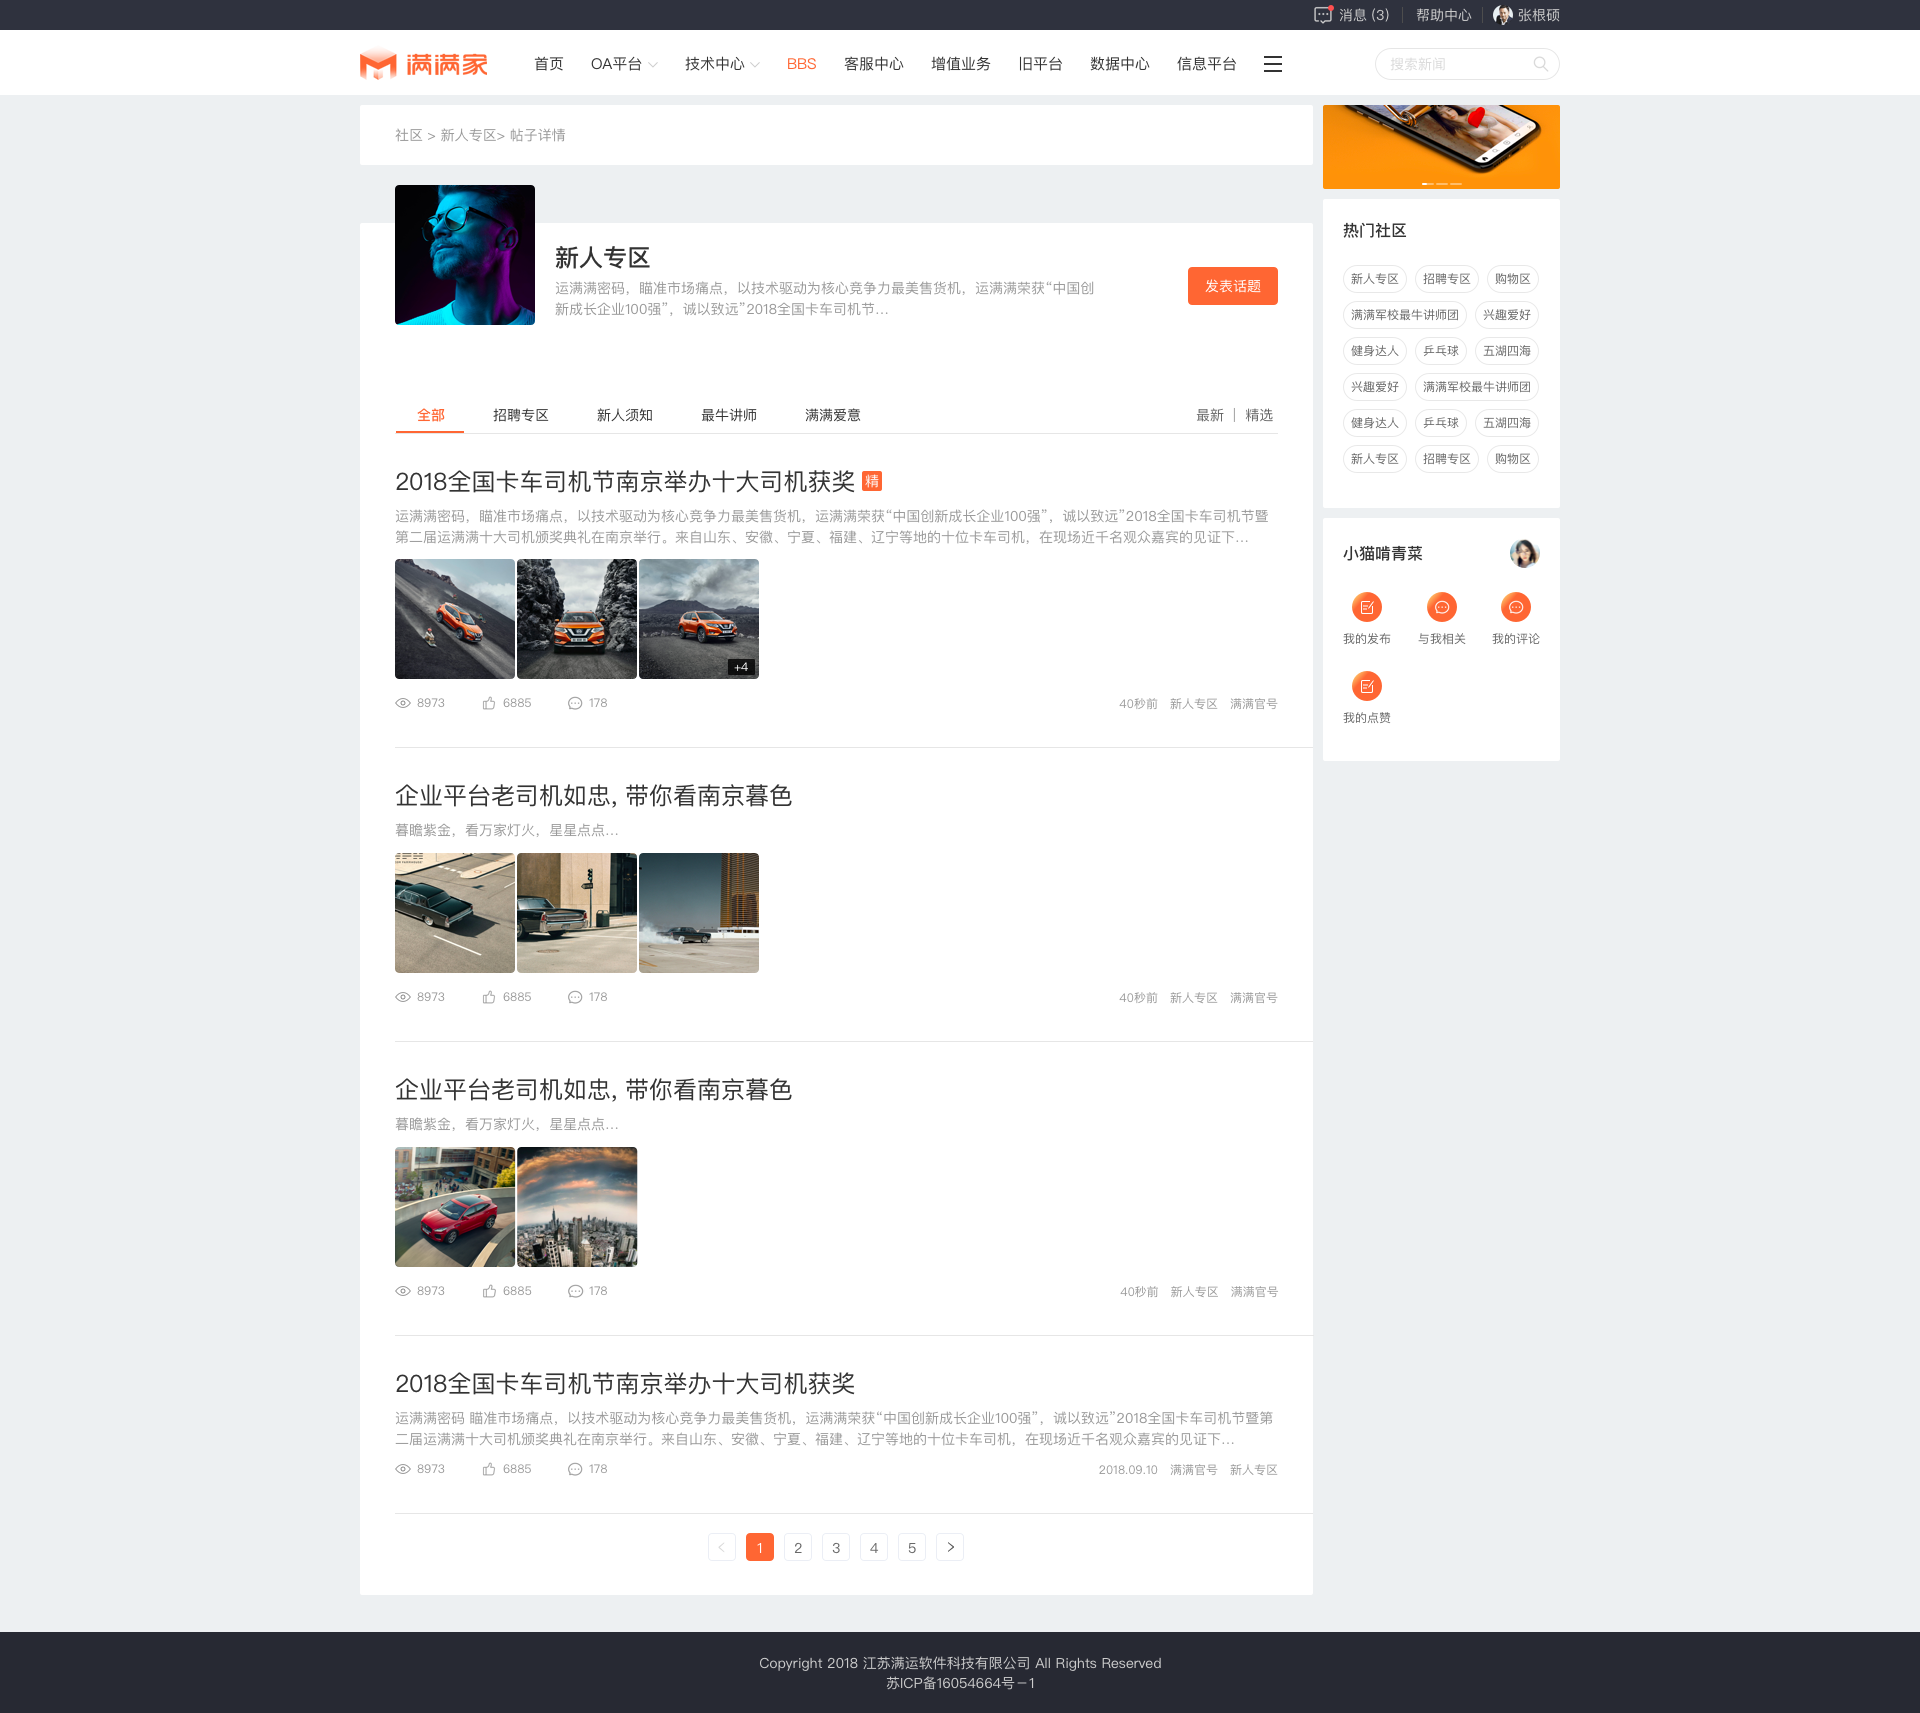 消息 (3)
帮助中心
张根硕
满满家
首页
OA平台
技术中心
BBS
客服中心
增值业务
旧平台
数据中心
信息平台
搜索新闻
社区 > 新人专区> 帖子详情
新人专区
运满满密码，瞄准市场痛点，以技术驱动为核心竞争力最美售货机，运满满荣获“中国创
新成长企业100强”，诚以致远”2018全国卡车司机节...
发表话题
全部
招聘专区
新人须知
最牛讲师
满满爱意
最新 | 精选
2018全国卡车司机节南京举办十大司机获奖 精
运满满密码，瞄准市场痛点，以技术驱动为核心竞争力最美售货机，运满满荣获“中国创新成长企业100强”，诚以致远”2018全国卡车司机节暨
第二届运满满十大司机颁奖典礼在南京举行。来自山东、安徽、宁夏、福建、辽宁等地的十位卡车司机，在现场近千名观众嘉宾的见证下...
+4
8973
6885
178
40秒前 新人专区 满满官号
企业平台老司机如忠, 带你看南京暮色
暮瞻紫金，看万家灯火，星星点点...
8973
6885
178
40秒前 新人专区 满满官号
企业平台老司机如忠, 带你看南京暮色
暮瞻紫金，看万家灯火，星星点点...
8973
6885
178
40秒前 新人专区 满满官号
2018全国卡车司机节南京举办十大司机获奖
运满满密码 瞄准市场痛点，以技术驱动为核心竞争力最美售货机，运满满荣获“中国创新成长企业100强”，诚以致远”2018全国卡车司机节暨第
二届运满满十大司机颁奖典礼在南京举行。来自山东、安徽、宁夏、福建、辽宁等地的十位卡车司机，在现场近千名观众嘉宾的见证下...
8973
6885
178
2018.09.10 满满官号 新人专区
< 1 2 3 4 5 >
热门社区
新人专区 招聘专区 购物区
满满军校最牛讲师团 兴趣爱好
健身达人 乒乓球 五湖四海
兴趣爱好 满满军校最牛讲师团
健身达人 乒乓球 五湖四海
新人专区 招聘专区 购物区
小猫啃青菜
我的发布 与我相关 我的评论
我的点赞
Copyright 2018 江苏满运软件科技有限公司 All Rights Reserved
苏ICP备16054664号－1